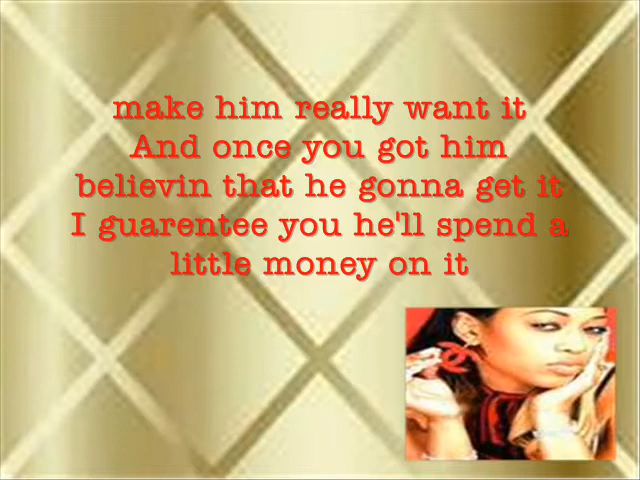 make him really want it
And once you got him
believin that he gonna get it
I guarentee you he'll spend a
little money on it